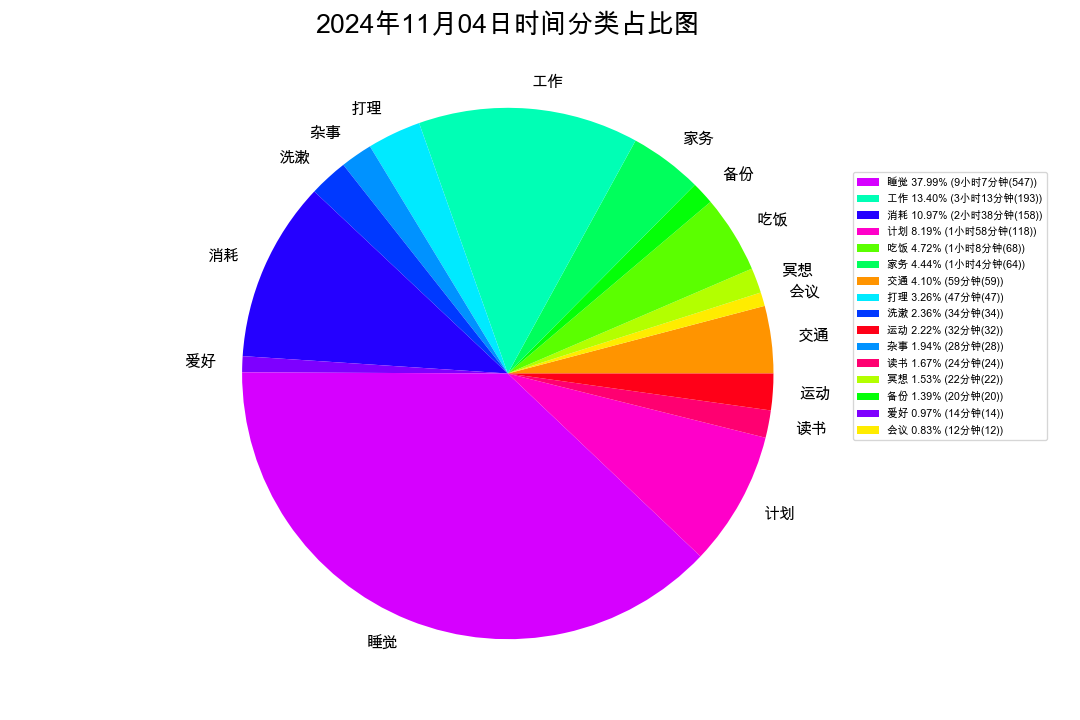 2024年11月04日时间分类占比图
工作
打理
杂事
洗漱
家务
备份
吃饭
消耗
冥想
会议
交通
爱好
运动
读书
计划
睡觉
睡觉 37.99% (9小时7分钟(547))
工作 13.40% (3小时13分钟(193))
消耗 10.97% (2小时38分钟(158))
计划 8.19% (1小时58分钟(118))
吃饭 4.72% (1小时8分钟(68))
家务 4.44% (1小时4分钟(64))
交通 4.10% (59分钟(59))
打理 3.26% (47分钟(47))
洗漱 2.36% (34分钟(34))
运动 2.22% (32分钟(32))
杂事 1.94% (28分钟(28))
读书 1.67% (24分钟(24))
冥想 1.53% (22分钟(22))
备份 1.39% (20分钟(20))
爱好 0.97% (14分钟(14))
会议 0.83% (12分钟(12))